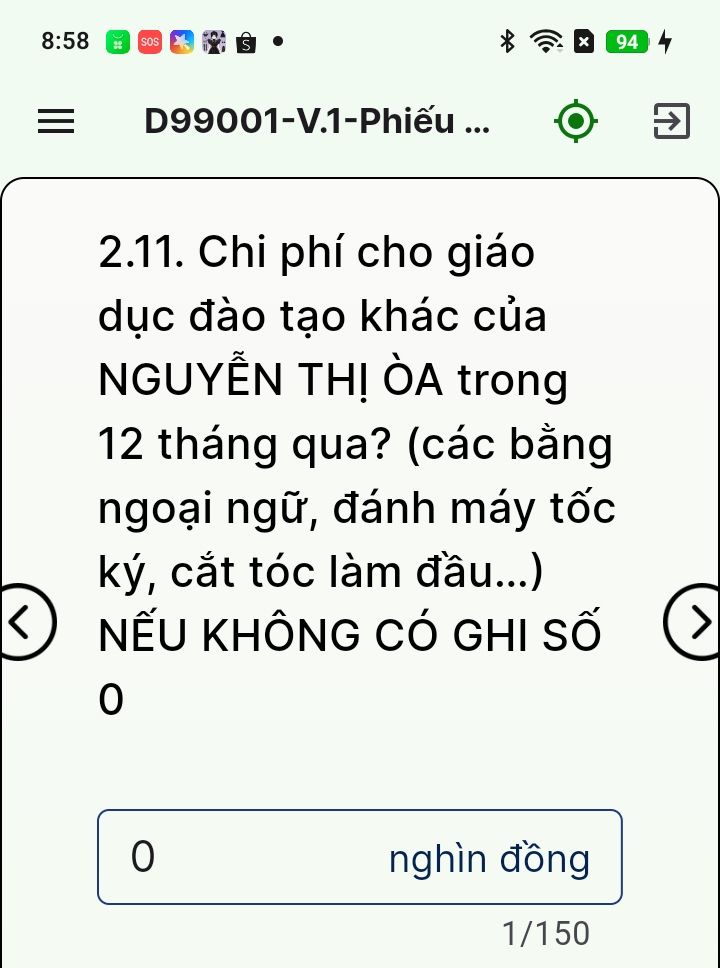 8:58
SOS
S
94
D99001-V.1-Phiếu ...
2.11. Chi phí cho giáo
dục đào tạo khác của
NGUYỄN THỊ ÒA trong
12 tháng qua? (các bằng
ngoại ngữ, đánh máy tốc
ký, cắt tóc làm đầu...)
NẾU KHÔNG CÓ GHI SỐ
0
0 nghìn đồng
1/150